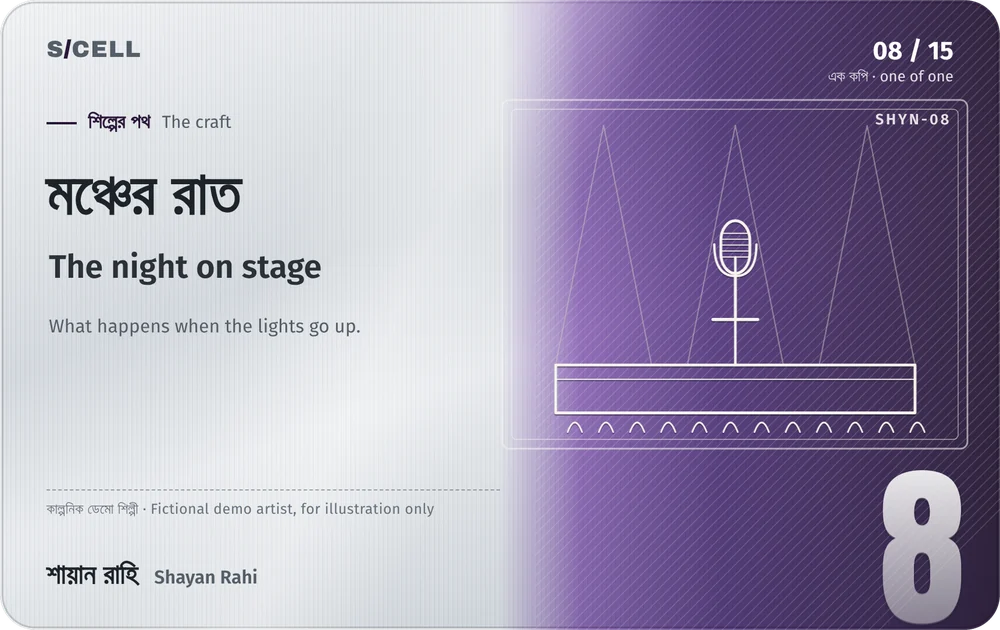 S/CELL
08 / 15
এক কপি · one of one
শিল্পের পথ The craft
SHYN-08
মঞ্চের রাত
The night on stage
What happens when the lights go up.
কাল্পনিক ডেমো শিল্পী · Fictional demo artist, for illustration only
শায়ান রাহি Shayan Rahi
8